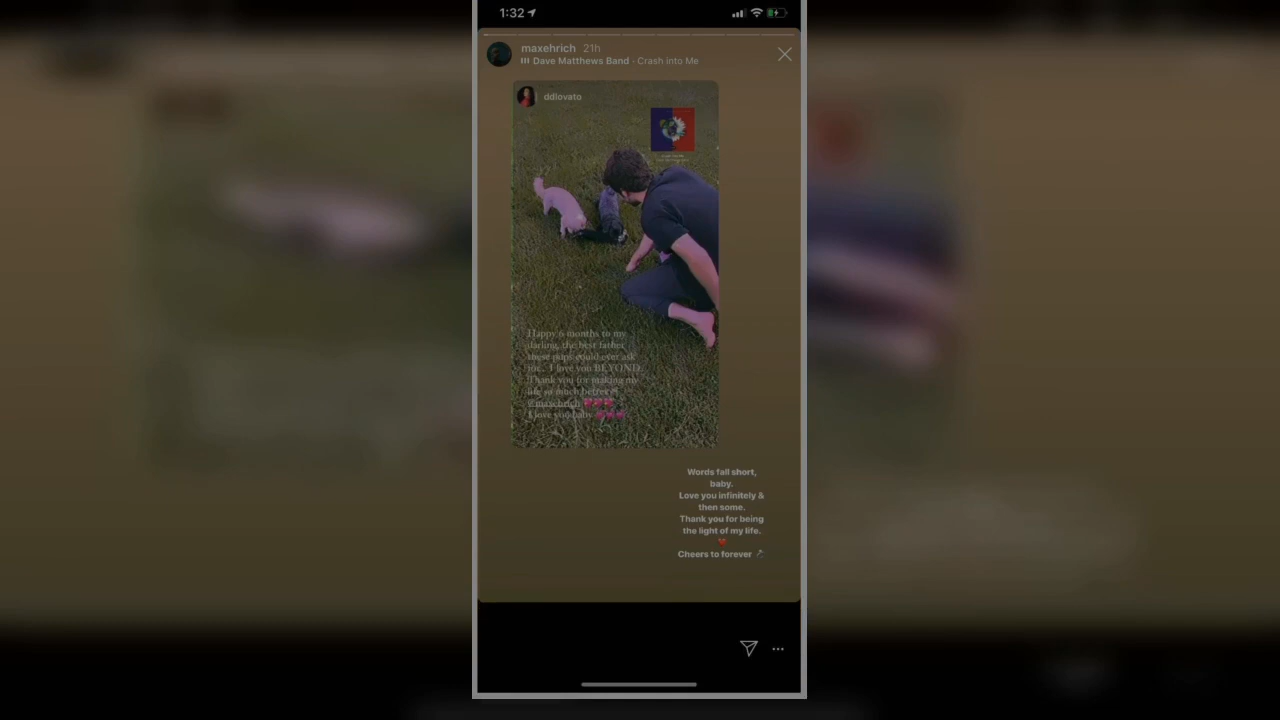 1:32
maxehrich 21h
Dave Matthews Band · Crash into Me
ddlovato
Happy 6 months to my
darling, the best father
these pups could ever ask
for.. I love you BEYOND.
Thank you for making my
life so much better
@maxehrich 💗💗💗
I love you baby 💗💗💗
Words fall short,
baby.
Love you infinitely &
then some.
Thank you for being
the light of my life.
❤️
Cheers to forever